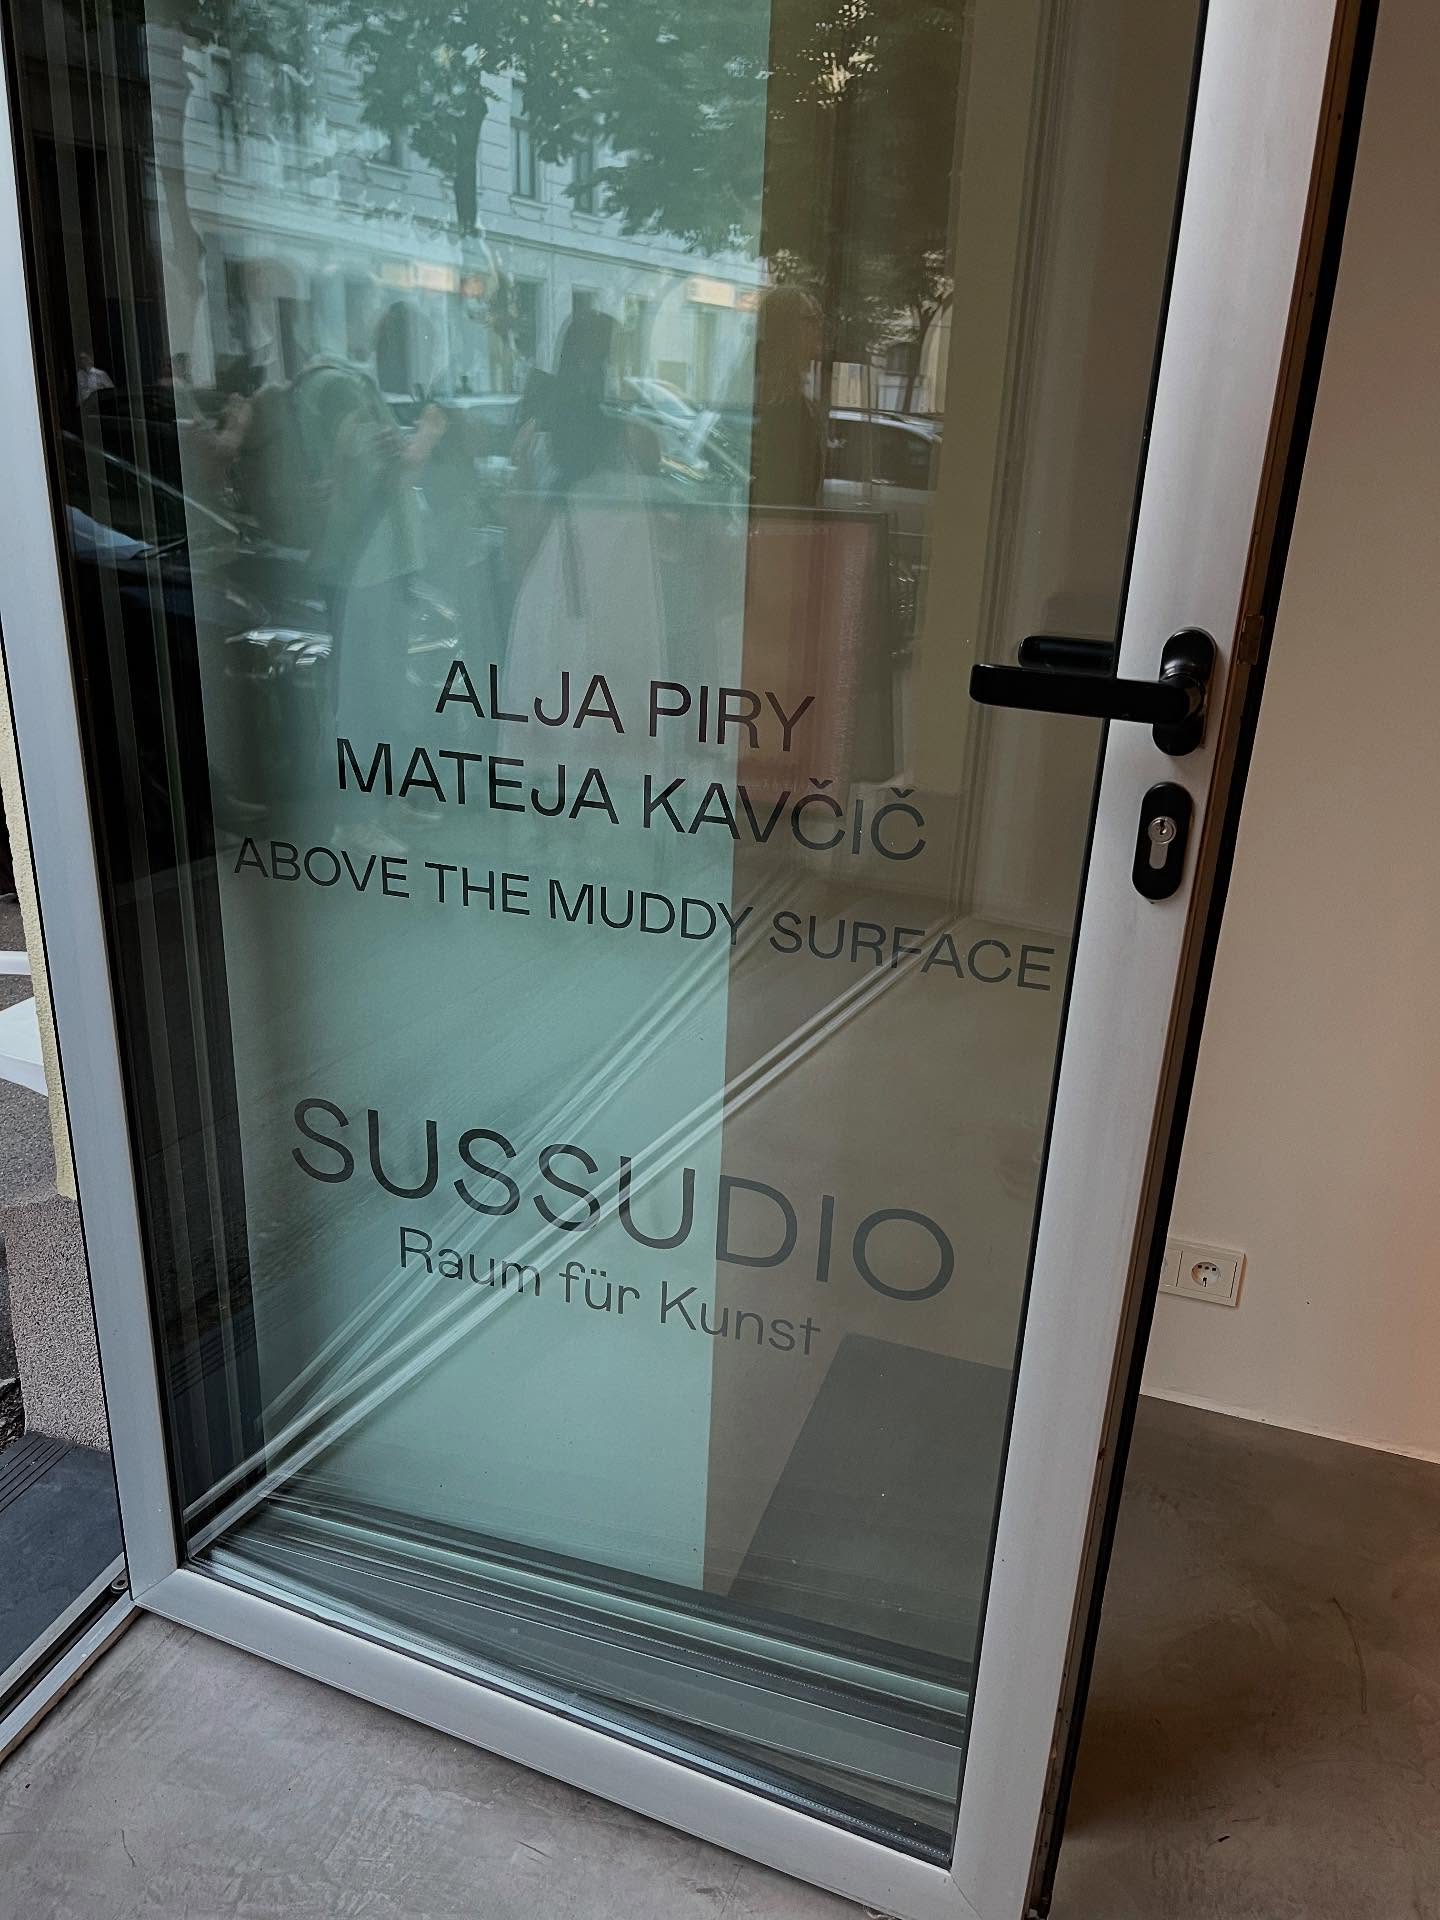 ALJA PIRY
MATEJA KAVČIČ
ABOVE THE MUDDY SURFACE
SUSSUDIO
Raum für Kunst